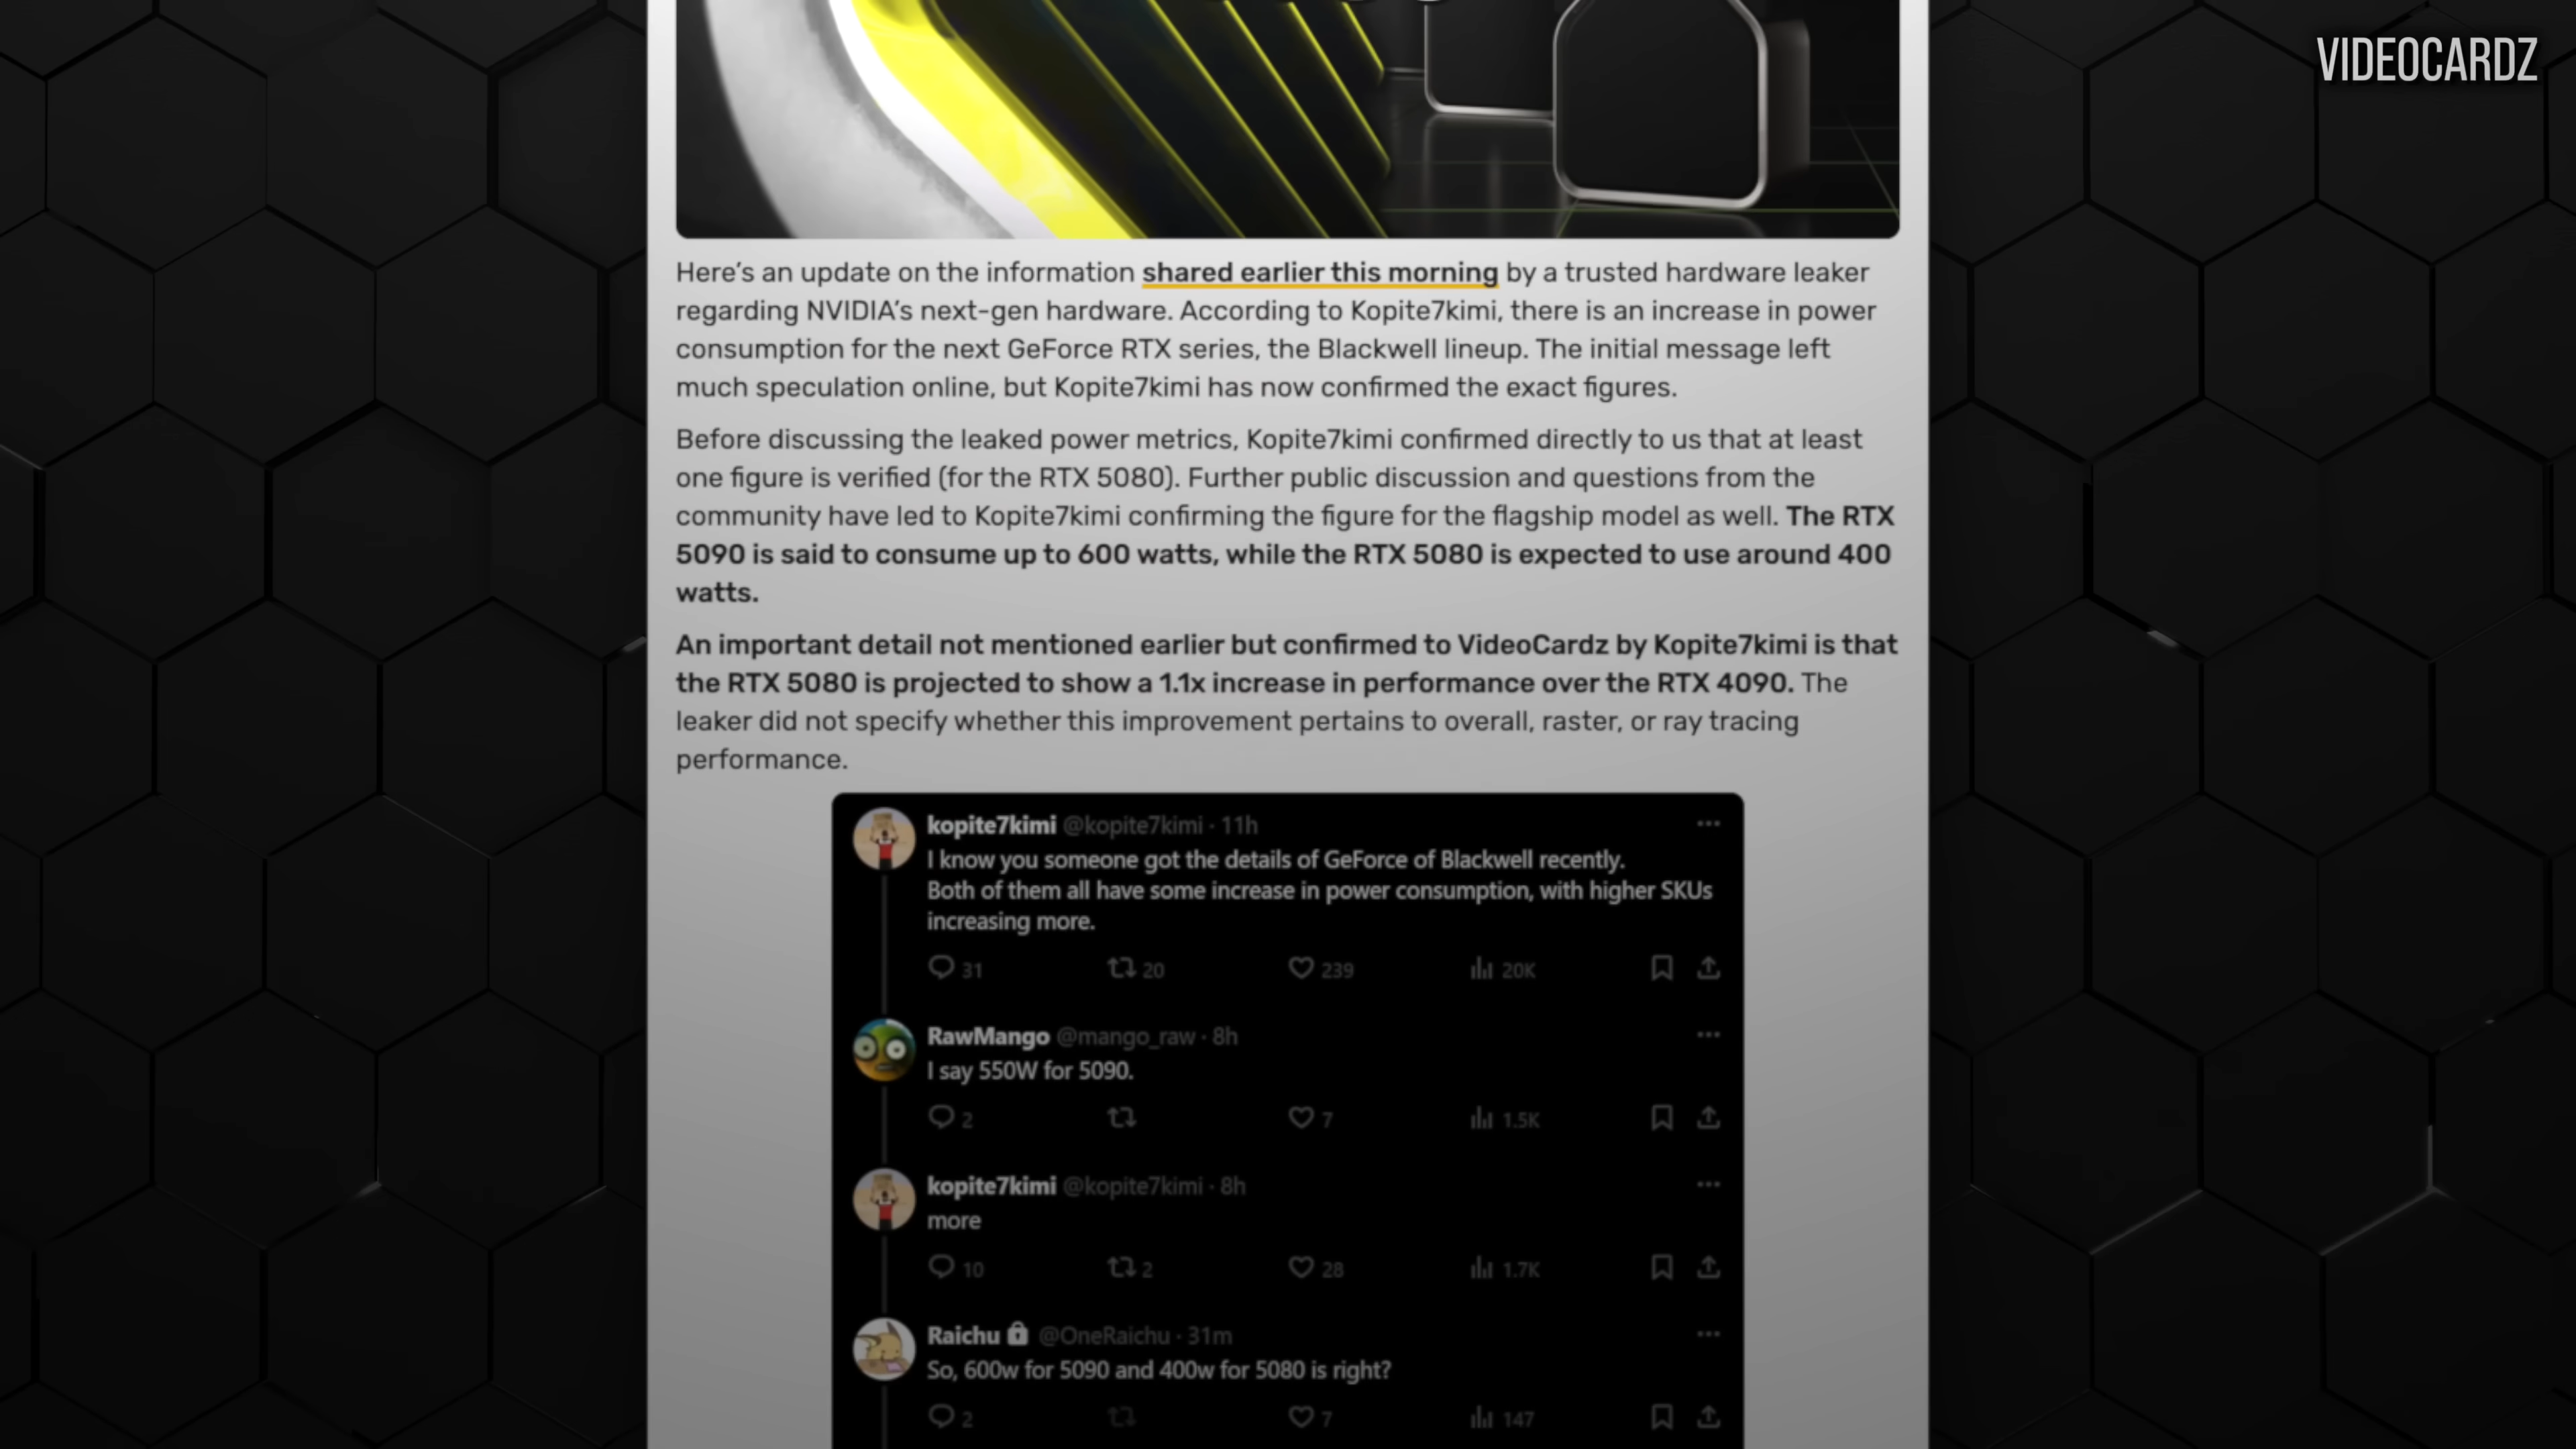 VIDEOCARDZ
Here's an update on the information shared earlier this morning by a trusted hardware leaker
regarding NVIDIA's next-gen hardware. According to Kopite7kimi, there is an increase in power
consumption for the next GeForce RTX series, the Blackwell lineup. The initial message left
much speculation online, but Kopite7kimi has now confirmed the exact figures.
Before discussing the leaked power metrics, Kopite7kimi confirmed directly to us that at least
one figure is verified (for the RTX 5080). Further public discussion and questions from the
community have led to Kopite7kimi confirming the figure for the flagship model as well. The RTX
5090 is said to consume up to 600 watts, while the RTX 5080 is expected to use around 400
watts.
An important detail not mentioned earlier but confirmed to VideoCardz by Kopite7kimi is that
the RTX 5080 is projected to show a 1.1x increase in performance over the RTX 4090. The
leaker did not specify whether this improvement pertains to overall, raster, or ray tracing
performance.
kopite7kimi @kopite7kimi · 11h
I know you someone got the details of GeForce of Blackwell recently.
Both of them all have some increase in power consumption, with higher SKUs
increasing more.
31 20 239 20K
RawMango @mango_raw · 8h
I say 550W for 5090.
2 7 1.5K
kopite7kimi @kopite7kimi · 8h
more
10 2 28 1.7K
Raichu @OneRaichu · 31m
So, 600w for 5090 and 400w for 5080 is right?
2 7 147